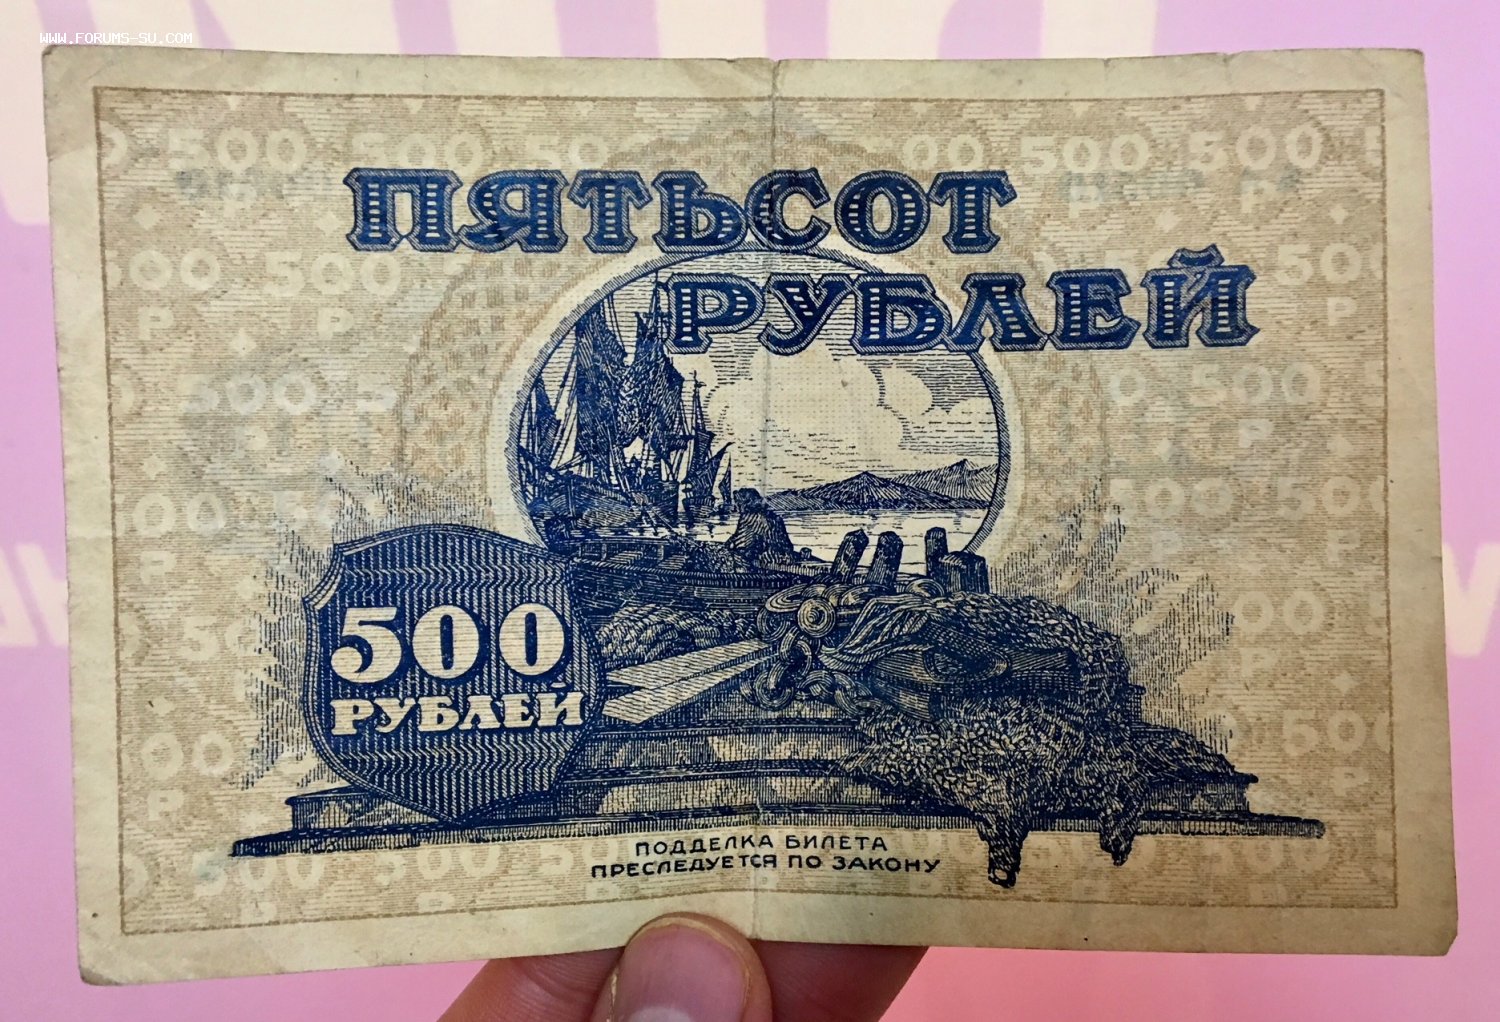 WWW.FORUMS-SU.COM
ПЯТЬСОТ
РУБЛЕЙ
500
РУБЛЕЙ
ПОДДЕЛКА БИЛЕТА
ПРЕСЛЕДУЕТСЯ ПО ЗАКОНУ